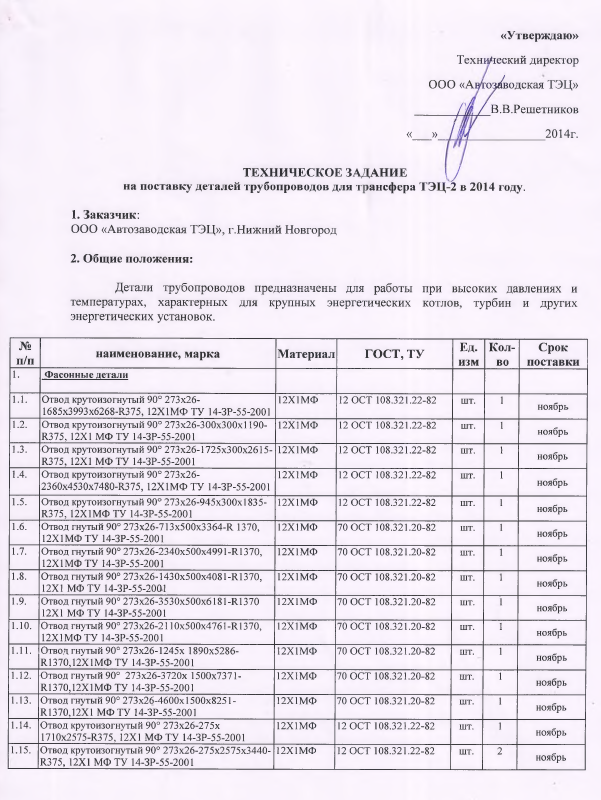 «Утверждаю»
Технический директор
ООО «Автозаводская ТЭЦ»
____________В.В.Решетников
«___»_________________2014г.
ТЕХНИЧЕСКОЕ ЗАДАНИЕ
на поставку деталей трубопроводов для трансфера ТЭЦ-2 в 2014 году.
1. Заказчик:
ООО «Автозаводская ТЭЦ», г.Нижний Новгород
2. Общие положения:
Детали трубопроводов предназначены для работы при высоких давлениях и
температурах, характерных для крупных энергетических котлов, турбин и других
энергетических установок.
№ п/п наименование, марка Материал ГОСТ, ТУ Ед. изм Кол-во Срок поставки
1. Фасонные детали
1.1. Отвод крутоизогнутый 90° 273х26- 12Х1МФ 12 ОСТ 108.321.22-82 шт. 1 ноябрь
1685х3993х6268-R375, 12Х1МФ ТУ 14-ЗР-55-2001
1.2. Отвод крутоизогнутый 90° 273х26-300х300х1190- 12Х1МФ 12 ОСТ 108.321.22-82 шт. 1 ноябрь
R375, 12Х1 МФ ТУ 14-ЗР-55-2001
1.3. Отвод крутоизогнутый 90° 273х26-1725х300х2615- 12Х1МФ 12 ОСТ 108.321.22-82 шт. 1 ноябрь
R375, 12Х1 МФ ТУ 14-ЗР-55-2001
1.4. Отвод крутоизогнутый 90° 273х26- 12Х1МФ 12 ОСТ 108.321.22-82 шт. 1 ноябрь
2360х4530х7480-R375, 12Х1МФ ТУ 14-ЗР-55-2001
1.5. Отвод крутоизогнутый 90° 273х26-945х300х1835- 12Х1МФ 12 ОСТ 108.321.22-82 шт. 1 ноябрь
R375, 12Х1 МФ ТУ 14-ЗР-55-2001
1.6. Отвод гнутый 90° 273х26-713х500х3364-R 1370, 12Х1МФ 70 ОСТ 108.321.20-82 шт. 1 ноябрь
12Х1МФ ТУ 14-ЗР-55-2001
1.7. Отвод гнутый 90° 273х26-2340х500х4991-R1370, 12Х1МФ 70 ОСТ 108.321.20-82 шт. 1 ноябрь
12Х1МФ ТУ 14-ЗР-55-2001
1.8. Отвод гнутый 90° 273х26-1430х500х4081-R1370, 12Х1МФ 70 ОСТ 108.321.20-82 шт. 1 ноябрь
12Х1 МФ ТУ 14-ЗР-55-2001
1.9. Отвод гнутый 90° 273х26-3530х500х6181-R1370 12Х1МФ 70 ОСТ 108.321.20-82 шт. 1 ноябрь
12Х1 МФ ТУ 14-ЗР-55-2001
1.10. Отвод гнутый 90° 273х26-2110х500х4761-R1370, 12Х1МФ 70 ОСТ 108.321.20-82 шт. 1 ноябрь
12Х1МФ ТУ 14-ЗР-55-2001
1.11. Отвод гнутый 90° 273х26-1245х 1890х5286- 12Х1МФ 70 ОСТ 108.321.20-82 шт. 1 ноябрь
R1370,12Х1МФ ТУ 14-ЗР-55-2001
1.12. Отвод гнутый 90° 273х26-3720х 1500х7371- 12Х1МФ 70 ОСТ 108.321.20-82 шт. 1 ноябрь
R1370,12Х1МФ ТУ 14-ЗР-55-2001
1.13. Отвод гнутый 90° 273х26-4600х1500х8251- 12Х1МФ 70 ОСТ 108.321.20-82 шт. 1 ноябрь
R1370,12Х1 МФ ТУ 14-ЗР-55-2001
1.14. Отвод крутоизогнутый 90° 273х26-275х 12Х1МФ 12 ОСТ 108.321.22-82 шт. 1 ноябрь
1710х2575-R375, 12Х1 МФ ТУ 14-ЗР-55-2001
1.15. Отвод крутоизогнутый 90° 273х26-275х2575х3440- 12Х1МФ 12 ОСТ 108.321.22-82 шт. 2 ноябрь
R375, 12Х1 МФ ТУ 14-ЗР-55-2001